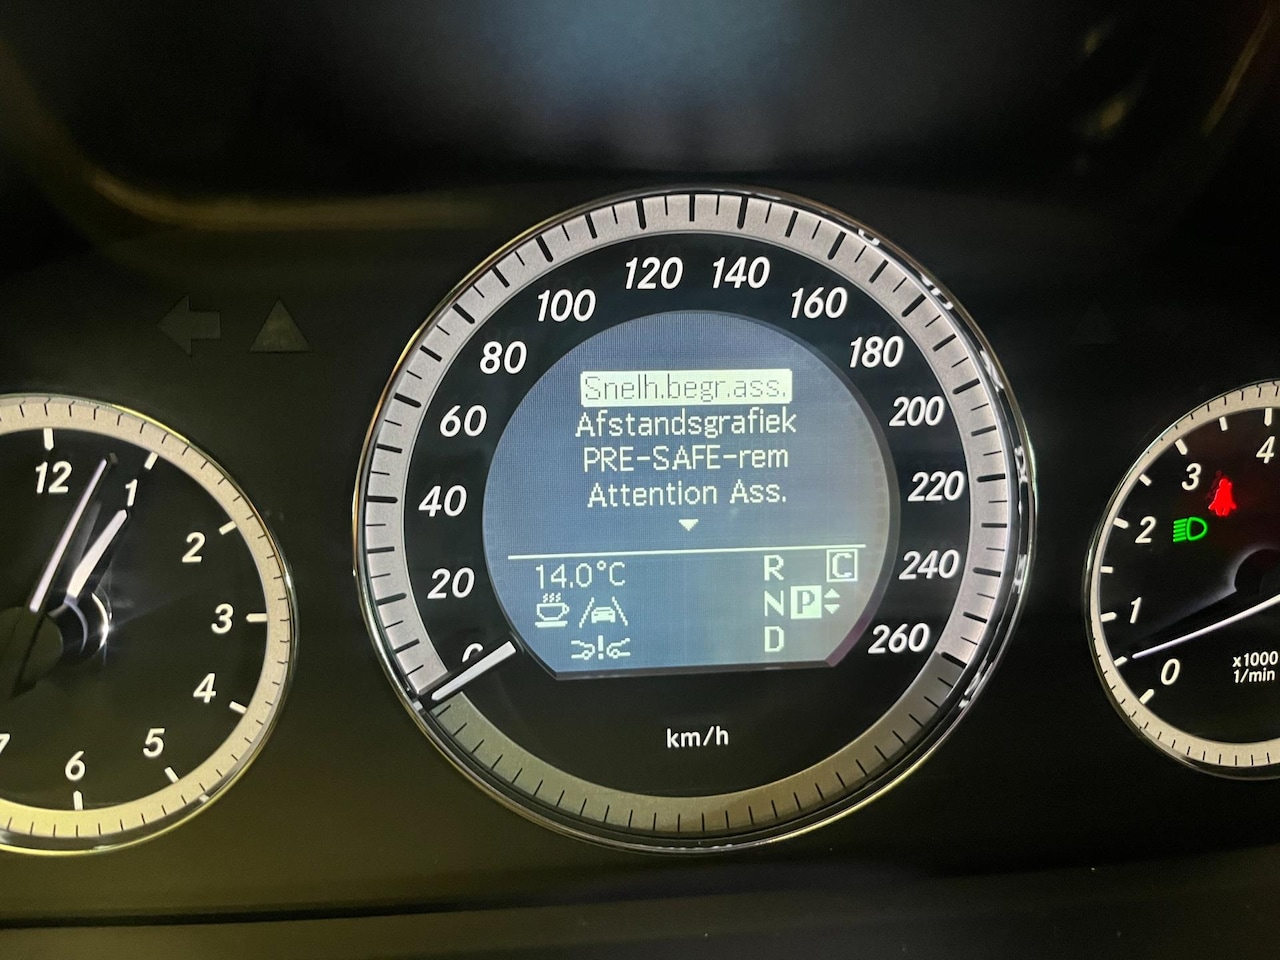 12
1
2
3
4
5
6
7
0
20
40
60
80
100
120
140
160
180
200
220
240
260
km/h
Snelh.begr.ass.
Afstandsgrafiek
PRE-SAFE-rem
Attention Ass.
14.0°C
R C
N P
D
0
1
2
3
4
x1000
1/min